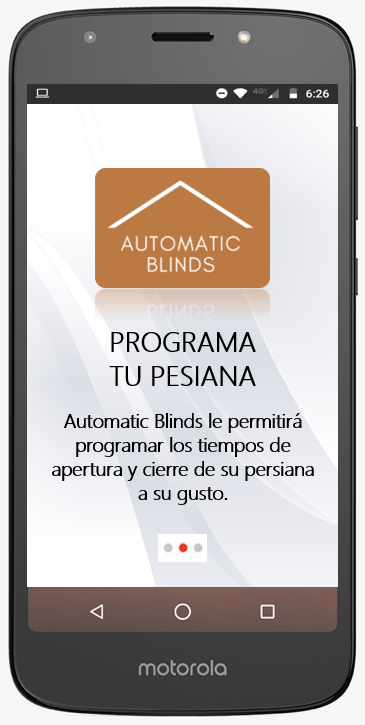 4G
6:26
AUTOMATIC
BLINDS
PROGRAMA
TU PESIANA
Automatic Blinds le permitirá
programar los tiempos de
apertura y cierre de su persiana
a su gusto.
motorola